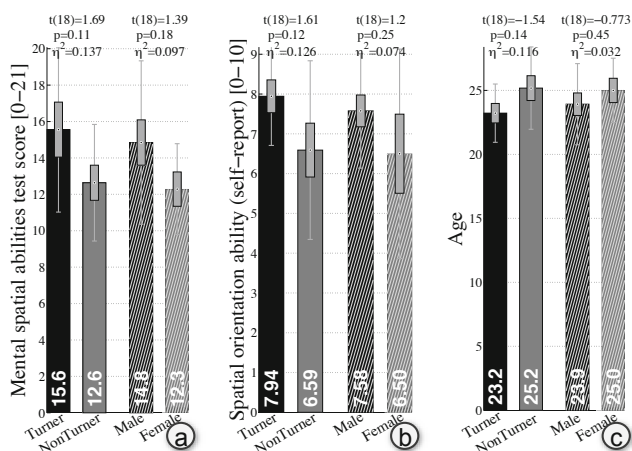 t(18)=1.69 t(18)=1.39
p=0.11 p=0.18
η²=0.137 η²=0.097
Mental spatial abilities test score [0−21]
20
18
16
14
12
10
8
6
4
2
0
15.6 12.6 14.8 12.3
Turner NonTurner Male Female
a
t(18)=1.61 t(18)=1.2
p=0.12 p=0.25
η²=0.126 η²=0.074
Spatial orientation ability (self−report) [0−10]
9
8
7
6
5
4
3
2
1
0
7.94 6.59 7.58 6.50
Turner NonTurner Male Female
b
t(18)=−1.54 t(18)=−0.773
p=0.14 p=0.45
η²=0.116 η²=0.032
Age
25
20
15
10
5
0
23.2 25.2 23.9 25.0
Turner NonTurner Male Female
c